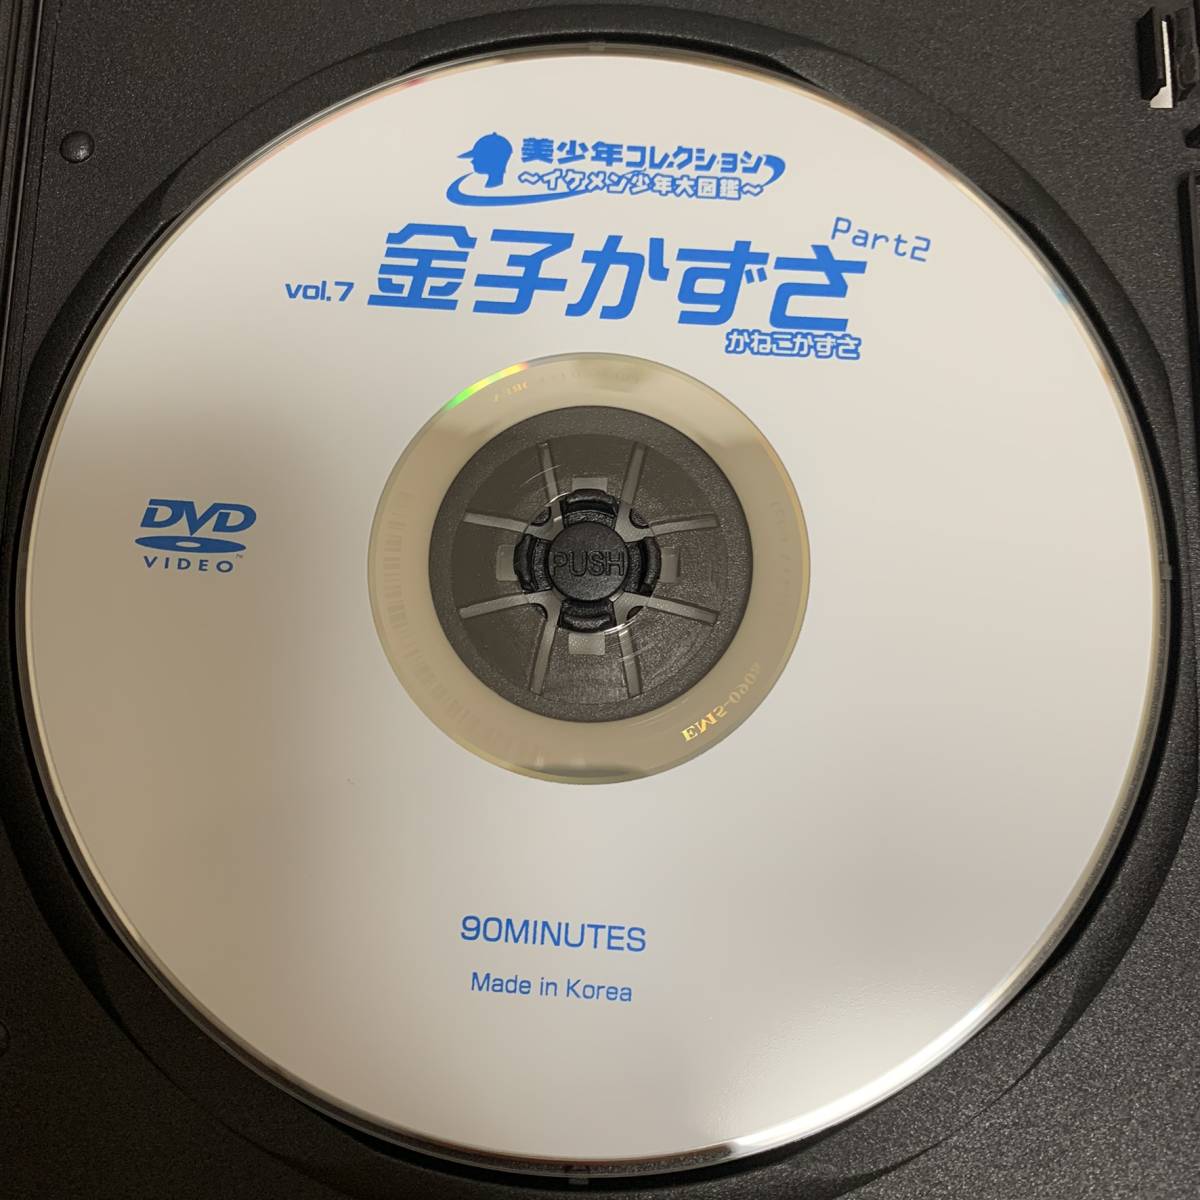 美少年コレクション
～イケメン少年大図鑑～
Part2
vol.7 金子かずさ
かねこかずさ
DVD
VIDEO
PUSH
90MINUTES
Made in Korea